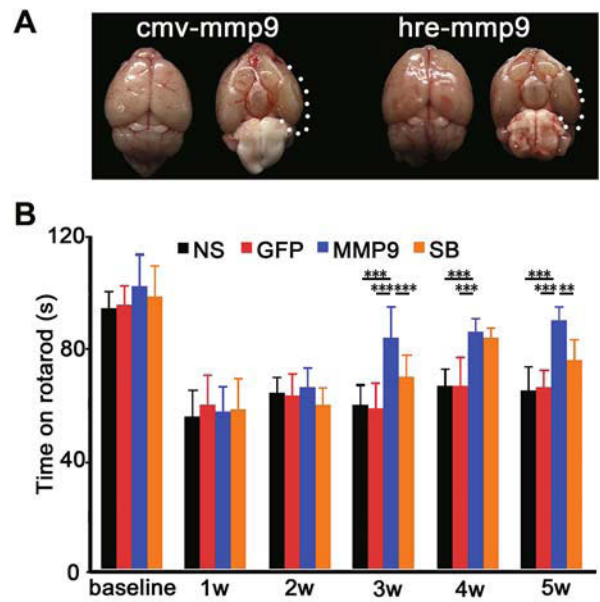 A
cmv-mmp9 hre-mmp9
B
120
NS GFP MMP9 SB
*** *** ***
*** *** *** *** **
80
40
0
Time on rotarod (s)
baseline 1w 2w 3w 4w 5w